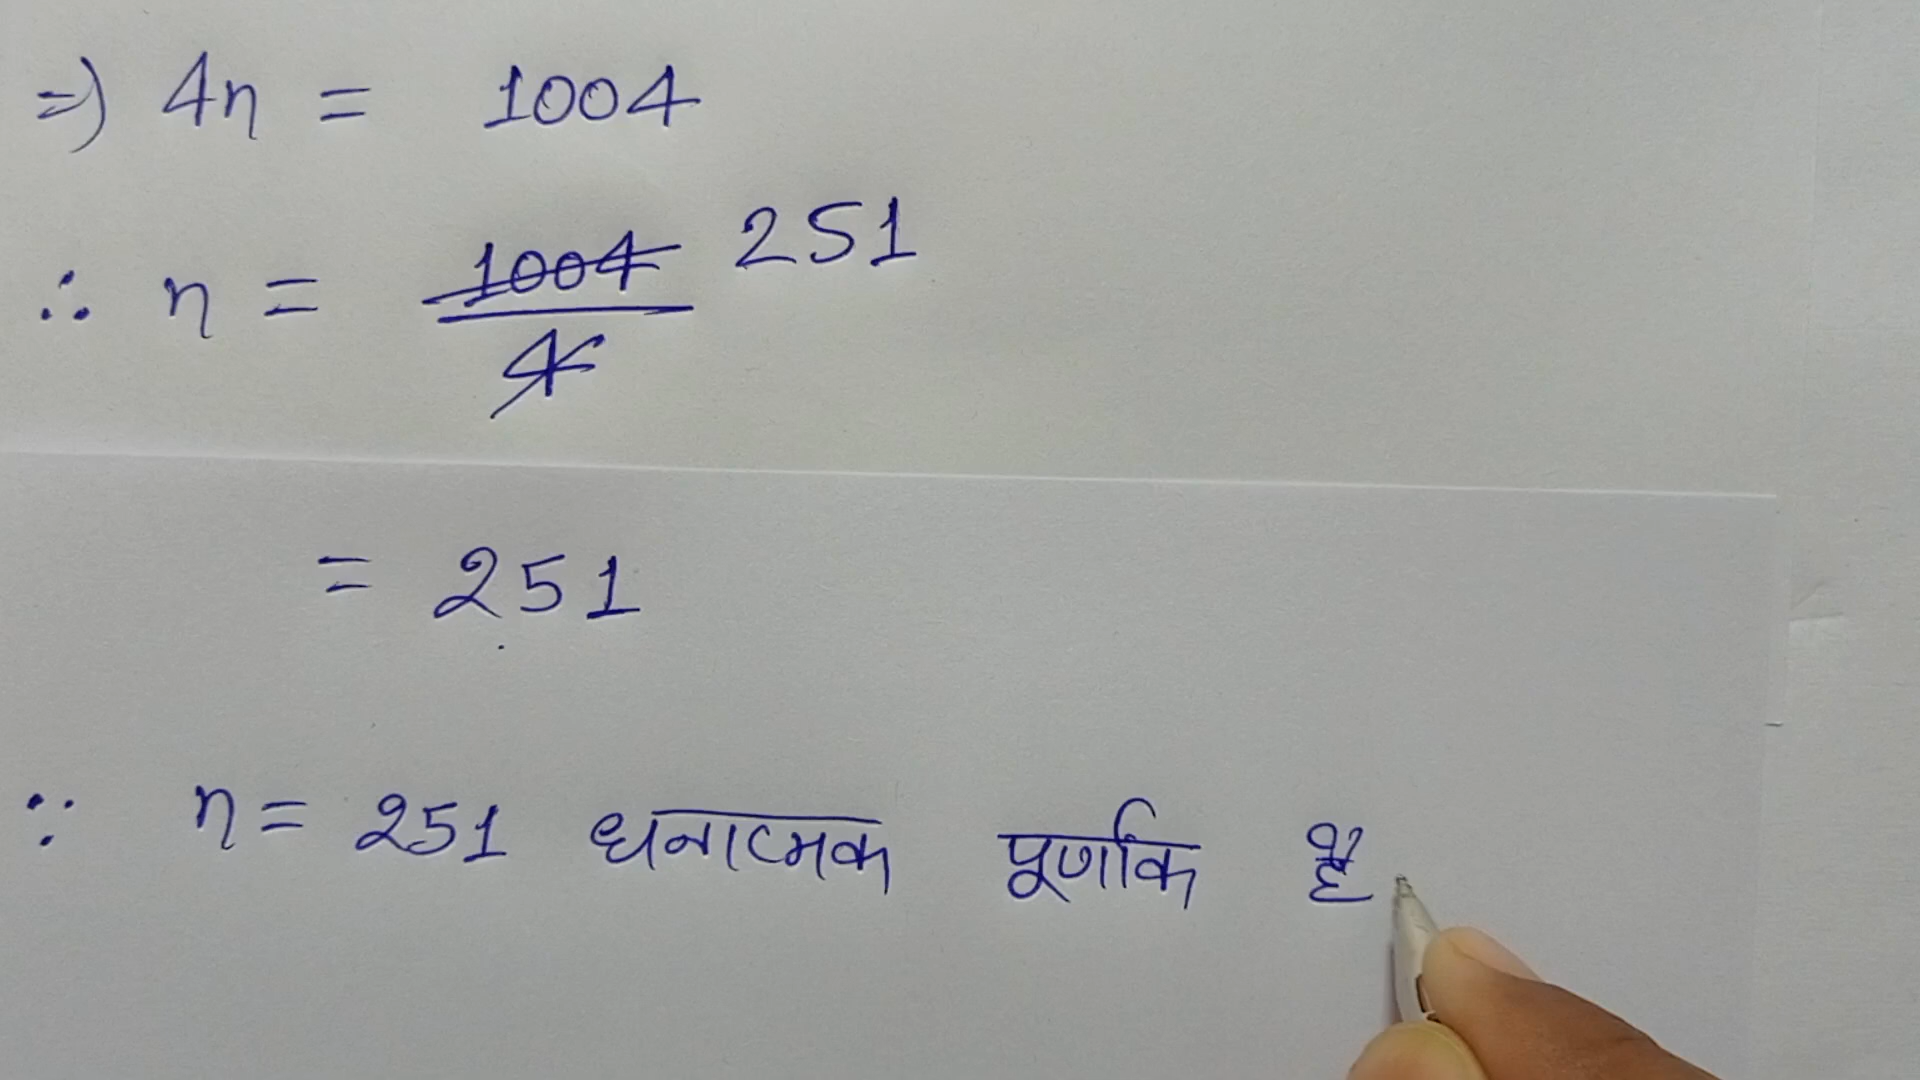 ⇒) 4n = 1004
∴ n = 1004/4 251
= 251
∵ n = 251 धनात्मक पूर्णांक है